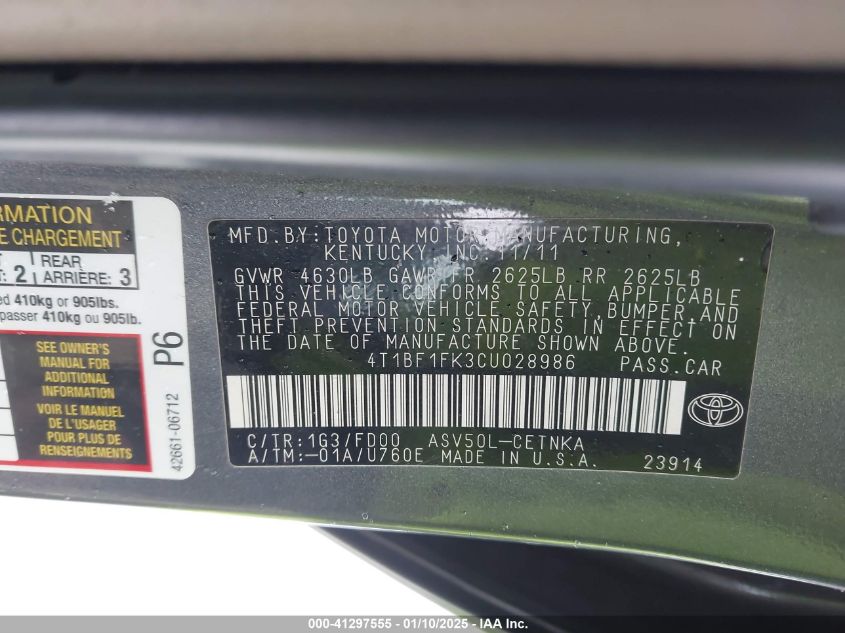 RMATION
E CHARGEMENT
REAR
: 2 ARRIÈRE: 3
ed 410kg or 905lbs.
passer 410kg ou 905lb.
SEE OWNER'S
MANUAL FOR
ADDITIONAL
INFORMATION
VOIR LE MANUEL
DE L'USAGER
POUR PLUS DE
RENSEIGNEMENTS
P6
42661-06712
MFD.BY:TOYOTA MOTOR MANUFACTURING,
KENTUCKY, INC. 11/11
GVWR 4630LB GAWR FR 2625LB RR 2625LB
THIS VEHICLE CONFORMS TO ALL APPLICABLE
FEDERAL MOTOR VEHICLE SAFETY, BUMPER, AND
THEFT PREVENTION STANDARDS IN EFFECT ON
THE DATE OF MANUFACTURE SHOWN ABOVE.
4T1BF1FK3CU028986 PASS.CAR
C/TR:1G3/FD00 ASV50L-CETNKA
A/TM:-01A/U760E MADE IN U.S.A. 23914
000-41297555 - 01/10/2025 - IAA Inc.